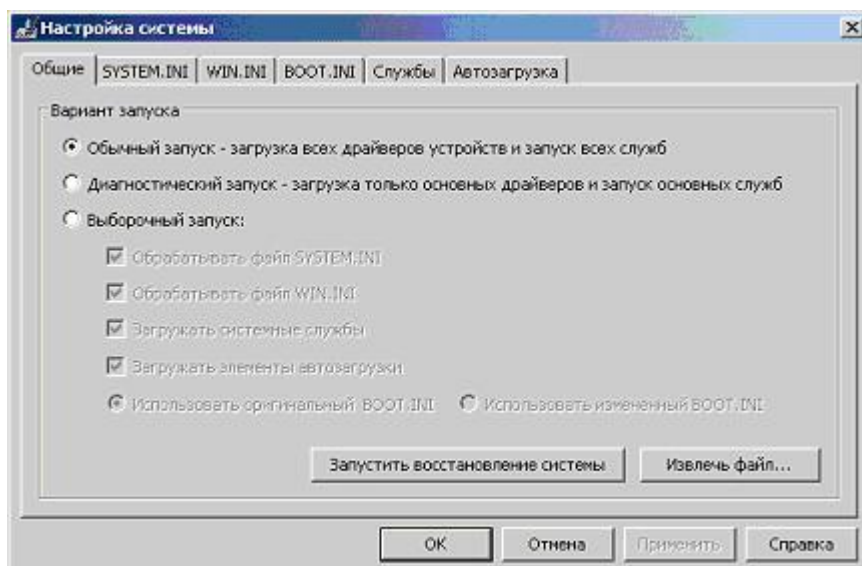 Настройка системы
Общие SYSTEM.INI WIN.INI BOOT.INI Службы Автозагрузка
Вариант запуска
Обычный запуск - загрузка всех драйверов устройств и запуск всех служб
Диагностический запуск - загрузка только основных драйверов и запуск основных служб
Выборочный запуск:
Обрабатывать файл SYSTEM.INI
Обрабатывать файл WIN.INI
Загружать системные службы
Загружать элементы автозагрузки
Использовать оригинальный BOOT.INI Использовать измененный BOOT.INI
Запустить восстановление системы Извлечь файл...
OK Отмена Применить Справка